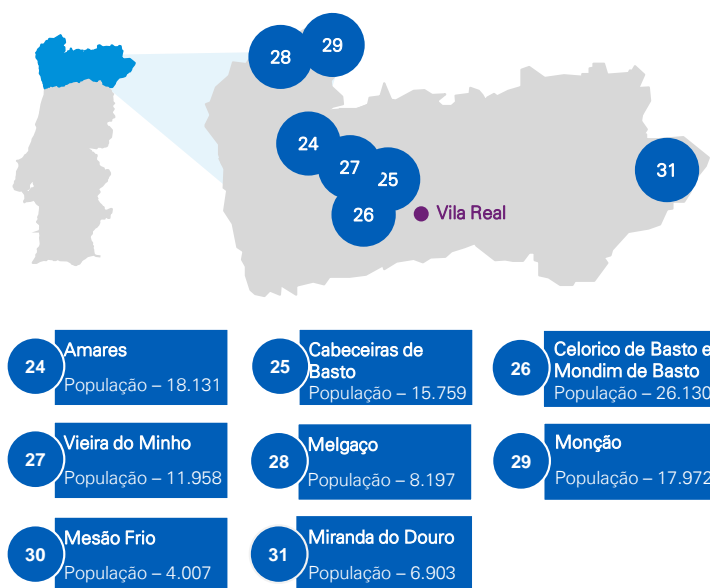 28
29
24
27
25
31
26
Vila Real
24
Amares
População – 18.131
25
Cabeceiras de
Basto
População – 15.759
26
Celorico de Basto e
Mondim de Basto
População – 26.130
27
Vieira do Minho
População – 11.958
28
Melgaço
População – 8.197
29
Monção
População – 17.972
30
Mesão Frio
População – 4.007
31
Miranda do Douro
População – 6.903